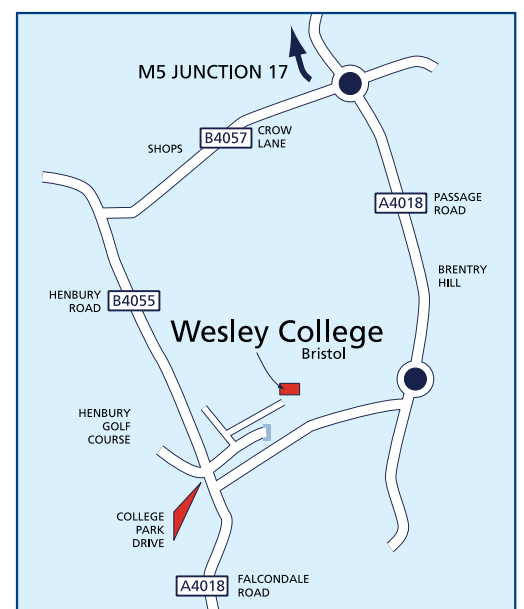 M5 JUNCTION 17
B4057
CROW
LANE
SHOPS
A4018
PASSAGE
ROAD
BRENTRY
HILL
HENBURY
ROAD
B4055
Wesley College
Bristol
HENBURY
GOLF
COURSE
COLLEGE
PARK
DRIVE
A4018
FALCONDALE
ROAD